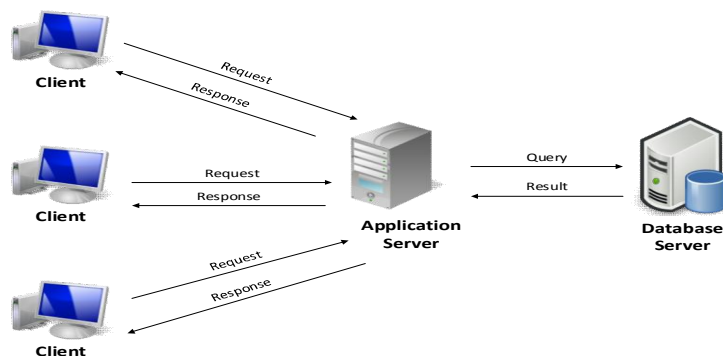 Request
Response
Client
Request
Response
Client
Query
Result
Application
Server
Database
Server
Request
Response
Client